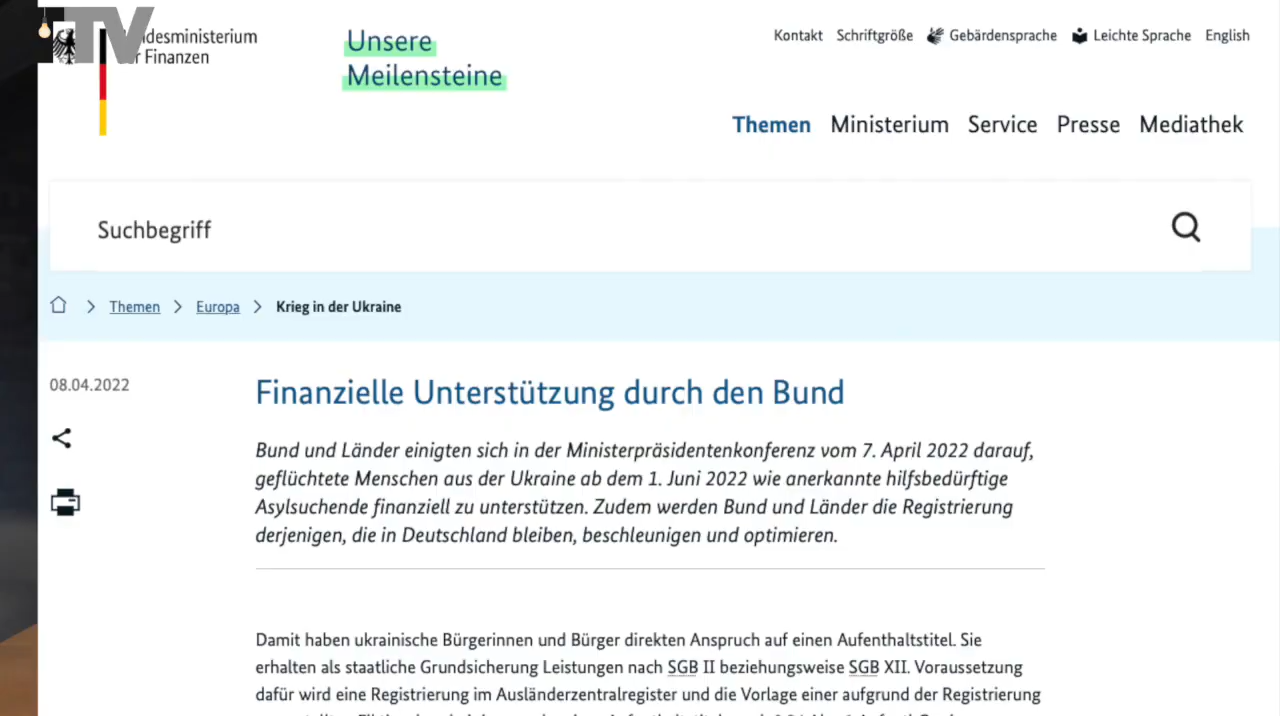 TV
desministerium
r Finanzen
Unsere
Meilensteine
Kontakt Schriftgröße Gebärdensprache Leichte Sprache English
Themen Ministerium Service Presse Mediathek
Suchbegriff
Themen Europa Krieg in der Ukraine
08.04.2022
Finanzielle Unterstützung durch den Bund
Bund und Länder einigten sich in der Ministerpräsidentenkonferenz vom 7. April 2022 darauf,
geflüchtete Menschen aus der Ukraine ab dem 1. Juni 2022 wie anerkannte hilfsbedürftige
Asylsuchende finanziell zu unterstützen. Zudem werden Bund und Länder die Registrierung
derjenigen, die in Deutschland bleiben, beschleunigen und optimieren.
Damit haben ukrainische Bürgerinnen und Bürger direkten Anspruch auf einen Aufenthaltstitel. Sie
erhalten als staatliche Grundsicherung Leistungen nach SGB II beziehungsweise SGB XII. Voraussetzung
dafür wird eine Registrierung im Ausländerzentralregister und die Vorlage einer aufgrund der Registrierung